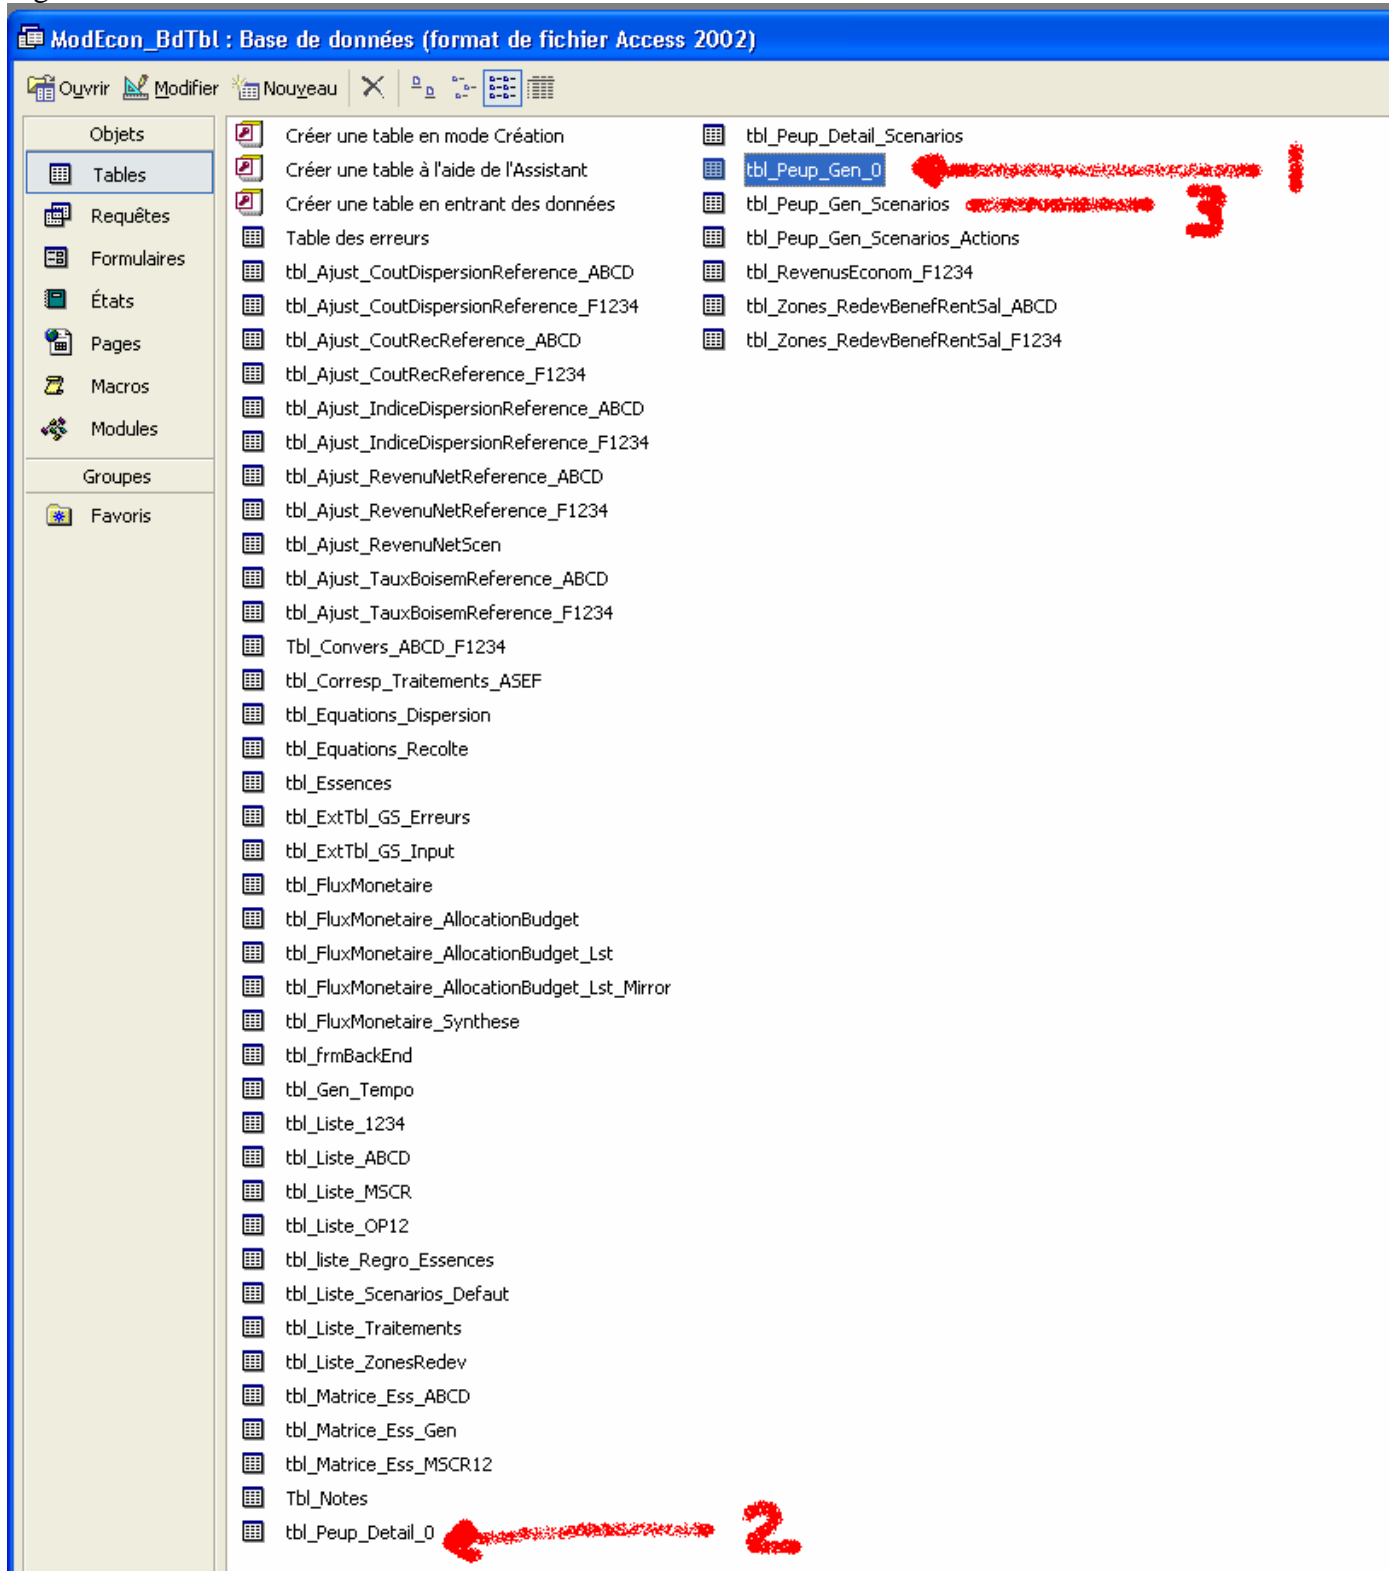 ModEcon_BdTbl : Base de données (format de fichier Access 2002)
Ouvrir Modifier Nouveau
Objets
Tables
Requêtes
Formulaires
États
Pages
Macros
Modules
Groupes
Favoris
Créer une table en mode Création
Créer une table à l'aide de l'Assistant
Créer une table en entrant des données
Table des erreurs
tbl_Ajust_CoutDispersionReference_ABCD
tbl_Ajust_CoutDispersionReference_F1234
tbl_Ajust_CoutRecReference_ABCD
tbl_Ajust_CoutRecReference_F1234
tbl_Ajust_IndiceDispersionReference_ABCD
tbl_Ajust_IndiceDispersionReference_F1234
tbl_Ajust_RevenuNetReference_ABCD
tbl_Ajust_RevenuNetReference_F1234
tbl_Ajust_RevenuNetScen
tbl_Ajust_TauxBoisemReference_ABCD
tbl_Ajust_TauxBoisemReference_F1234
Tbl_Convers_ABCD_F1234
tbl_Corresp_Traitements_ASEF
tbl_Equations_Dispersion
tbl_Equations_Recolte
tbl_Essences
tbl_ExtTbl_GS_Erreurs
tbl_ExtTbl_GS_Input
tbl_FluxMonetaire
tbl_FluxMonetaire_AllocationBudget
tbl_FluxMonetaire_AllocationBudget_Lst
tbl_FluxMonetaire_AllocationBudget_Lst_Mirror
tbl_FluxMonetaire_Synthese
tbl_frmBackEnd
tbl_Gen_Tempo
tbl_Liste_1234
tbl_Liste_ABCD
tbl_Liste_MSCR
tbl_Liste_OP12
tbl_liste_Regro_Essences
tbl_Liste_Scenarios_Defaut
tbl_Liste_Traitements
tbl_Liste_ZonesRedev
tbl_Matrice_Ess_ABCD
tbl_Matrice_Ess_Gen
tbl_Matrice_Ess_MSCR12
Tbl_Notes
tbl_Peup_Detail_0 2
tbl_Peup_Detail_Scenarios
tbl_Peup_Gen_0 1
tbl_Peup_Gen_Scenarios 3
tbl_Peup_Gen_Scenarios_Actions
tbl_RevenusEconom_F1234
tbl_Zones_RedevBenefRentSal_ABCD
tbl_Zones_RedevBenefRentSal_F1234